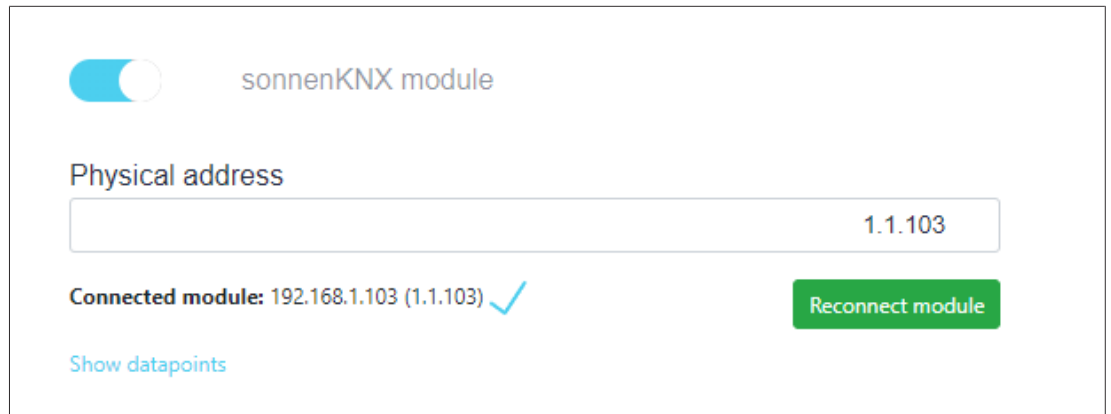 sonnenKNX module
Physical address
1.1.103
Connected module: 192.168.1.103 (1.1.103)
Reconnect module
Show datapoints